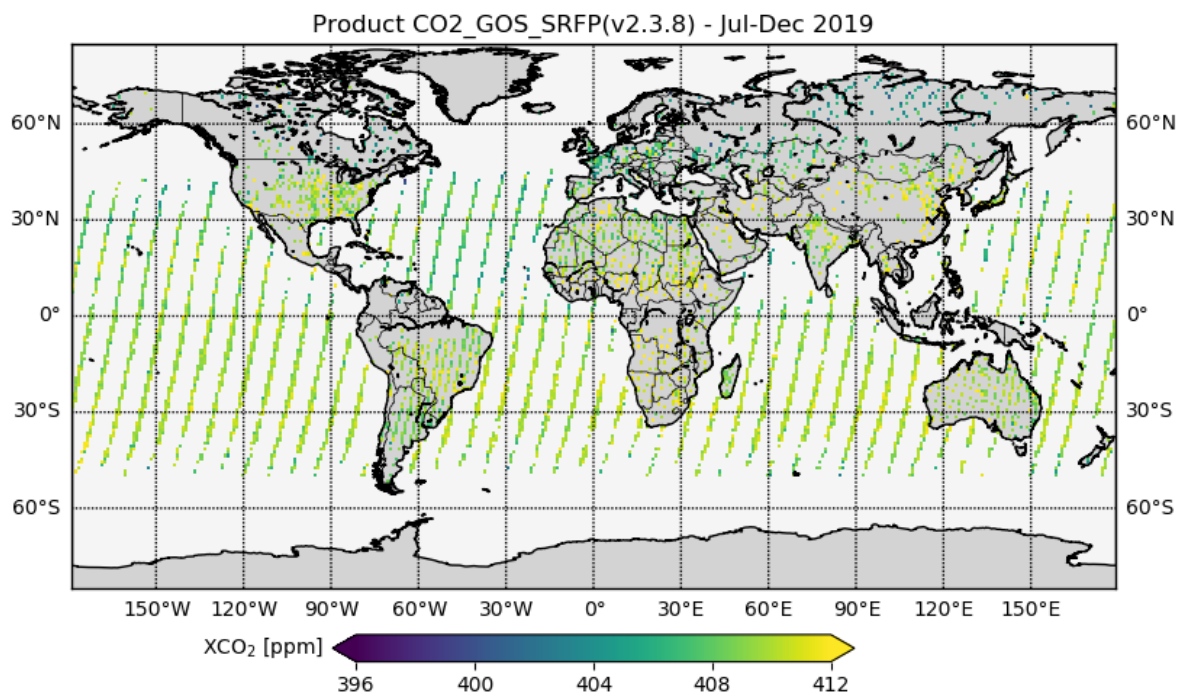 Product CO2_GOS_SRFP(v2.3.8) - Jul-Dec 2019
60°N 60°N
30°N 30°N
0° 0°
30°S 30°S
60°S 60°S
150°W 120°W 90°W 60°W 30°W 0° 30°E 60°E 90°E 120°E 150°E
XCO₂ [ppm]
396 400 404 408 412